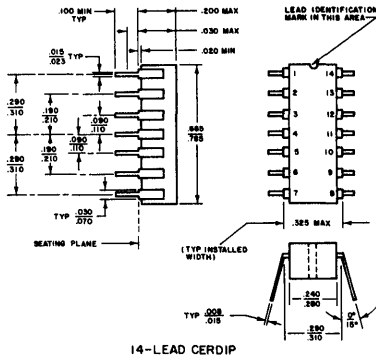 .100 MIN
TYP
.200 MAX
.030 MAX
.020 MIN
LEAD IDENTIFICATION
MARK IN THIS AREA
.015
.023
.290
.310
.190
.210
.090
.110
.090
.110
.190
.210
.290
.310
.785
TYP .030
.070
SEATING PLANE
1 14
2 13
3 12
4 11
5 10
6 9
7 8
.325 MAX
(TYP INSTALLED
WIDTH)
.240
.280
TYP .008
.015
.290
.310
0°
15°
14-LEAD CERDIP